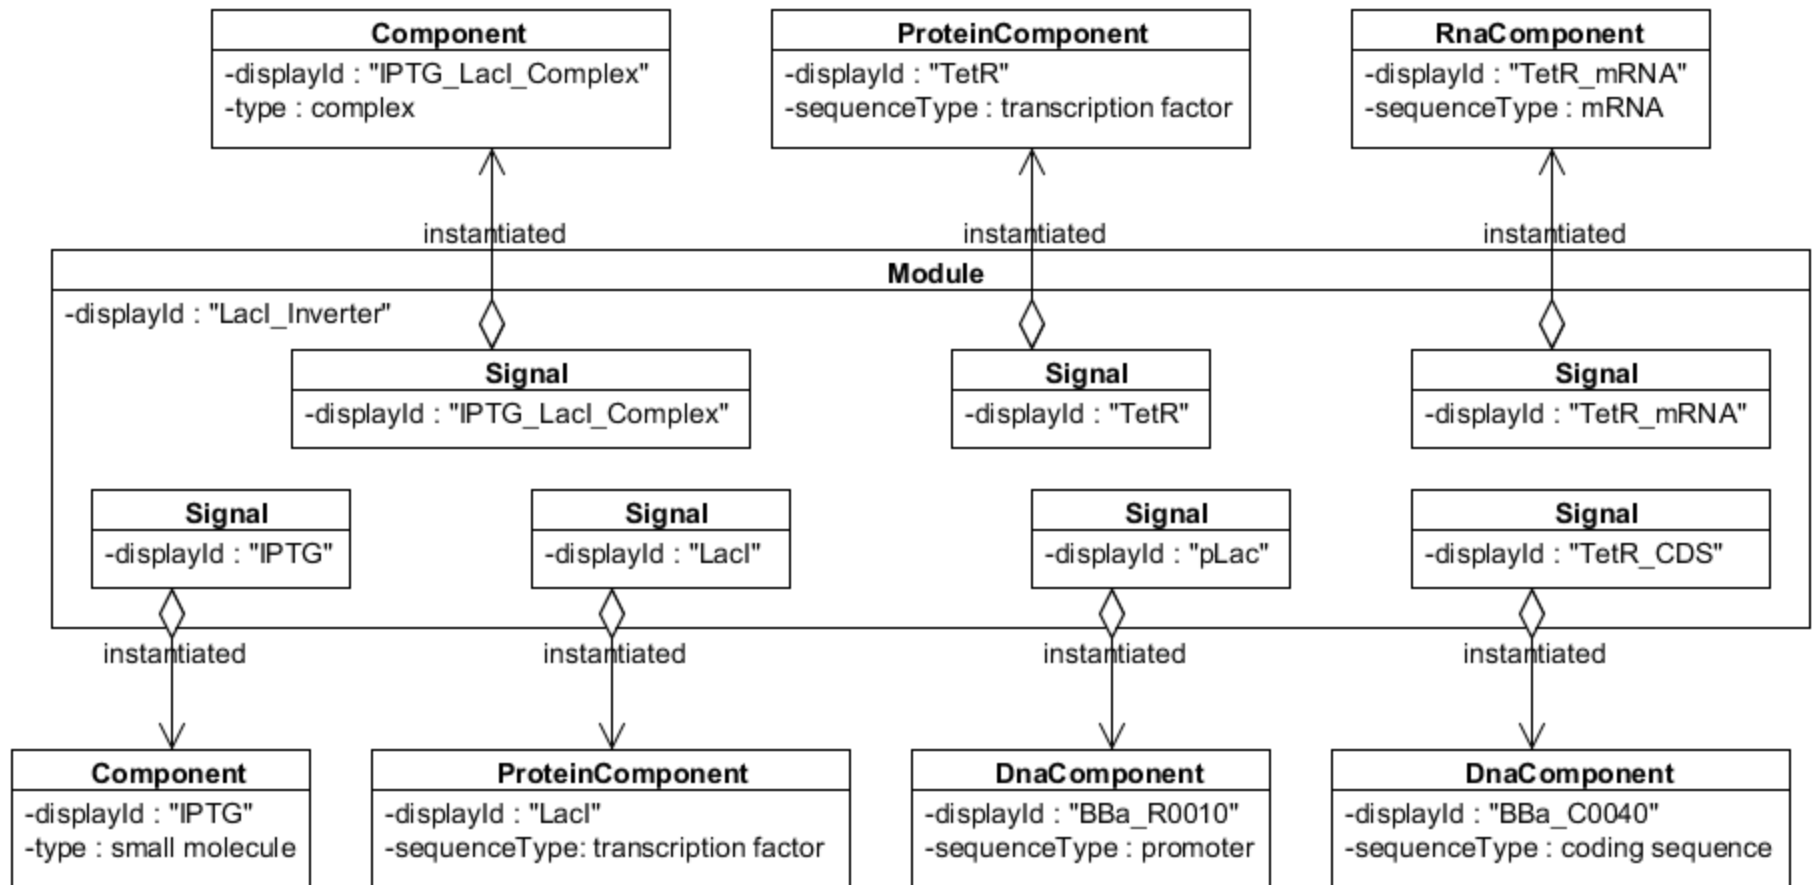 Component
-displayId : "IPTG_LacI_Complex"
-type : complex
ProteinComponent
-displayId : "TetR"
-sequenceType : transcription factor
RnaComponent
-displayId : "TetR_mRNA"
-sequenceType : mRNA
instantiated
instantiated
instantiated
Module
-displayId : "LacI_Inverter"
Signal
-displayId : "IPTG_LacI_Complex"
Signal
-displayId : "TetR"
Signal
-displayId : "TetR_mRNA"
Signal
-displayId : "IPTG"
Signal
-displayId : "LacI"
Signal
-displayId : "pLac"
Signal
-displayId : "TetR_CDS"
instantiated
instantiated
instantiated
instantiated
Component
-displayId : "IPTG"
-type : small molecule
ProteinComponent
-displayId : "LacI"
-sequenceType: transcription factor
DnaComponent
-displayId : "BBa_R0010"
-sequenceType : promoter
DnaComponent
-displayId : "BBa_C0040"
-sequenceType : coding sequence